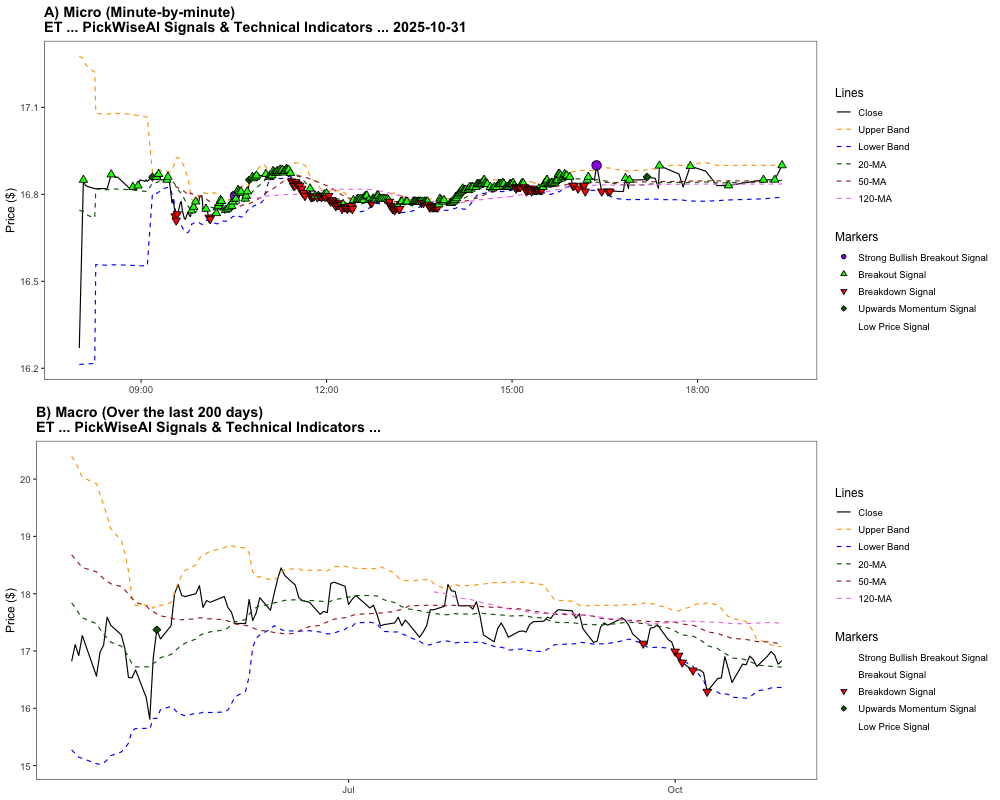 A) Micro (Minute-by-minute)
ET ... PickWiseAI Signals & Technical Indicators ... 2025-10-31
Price ($)
17.1
16.8
16.5
16.2
09:00
12:00
15:00
18:00
Lines
Close
Upper Band
Lower Band
20-MA
50-MA
120-MA
Markers
Strong Bullish Breakout Signal
Breakout Signal
Breakdown Signal
Upwards Momentum Signal
Low Price Signal
B) Macro (Over the last 200 days)
ET ... PickWiseAI Signals & Technical Indicators ...
Price ($)
20
19
18
17
16
15
Jul
Oct
Lines
Close
Upper Band
Lower Band
20-MA
50-MA
120-MA
Markers
Strong Bullish Breakout Signal
Breakout Signal
Breakdown Signal
Upwards Momentum Signal
Low Price Signal